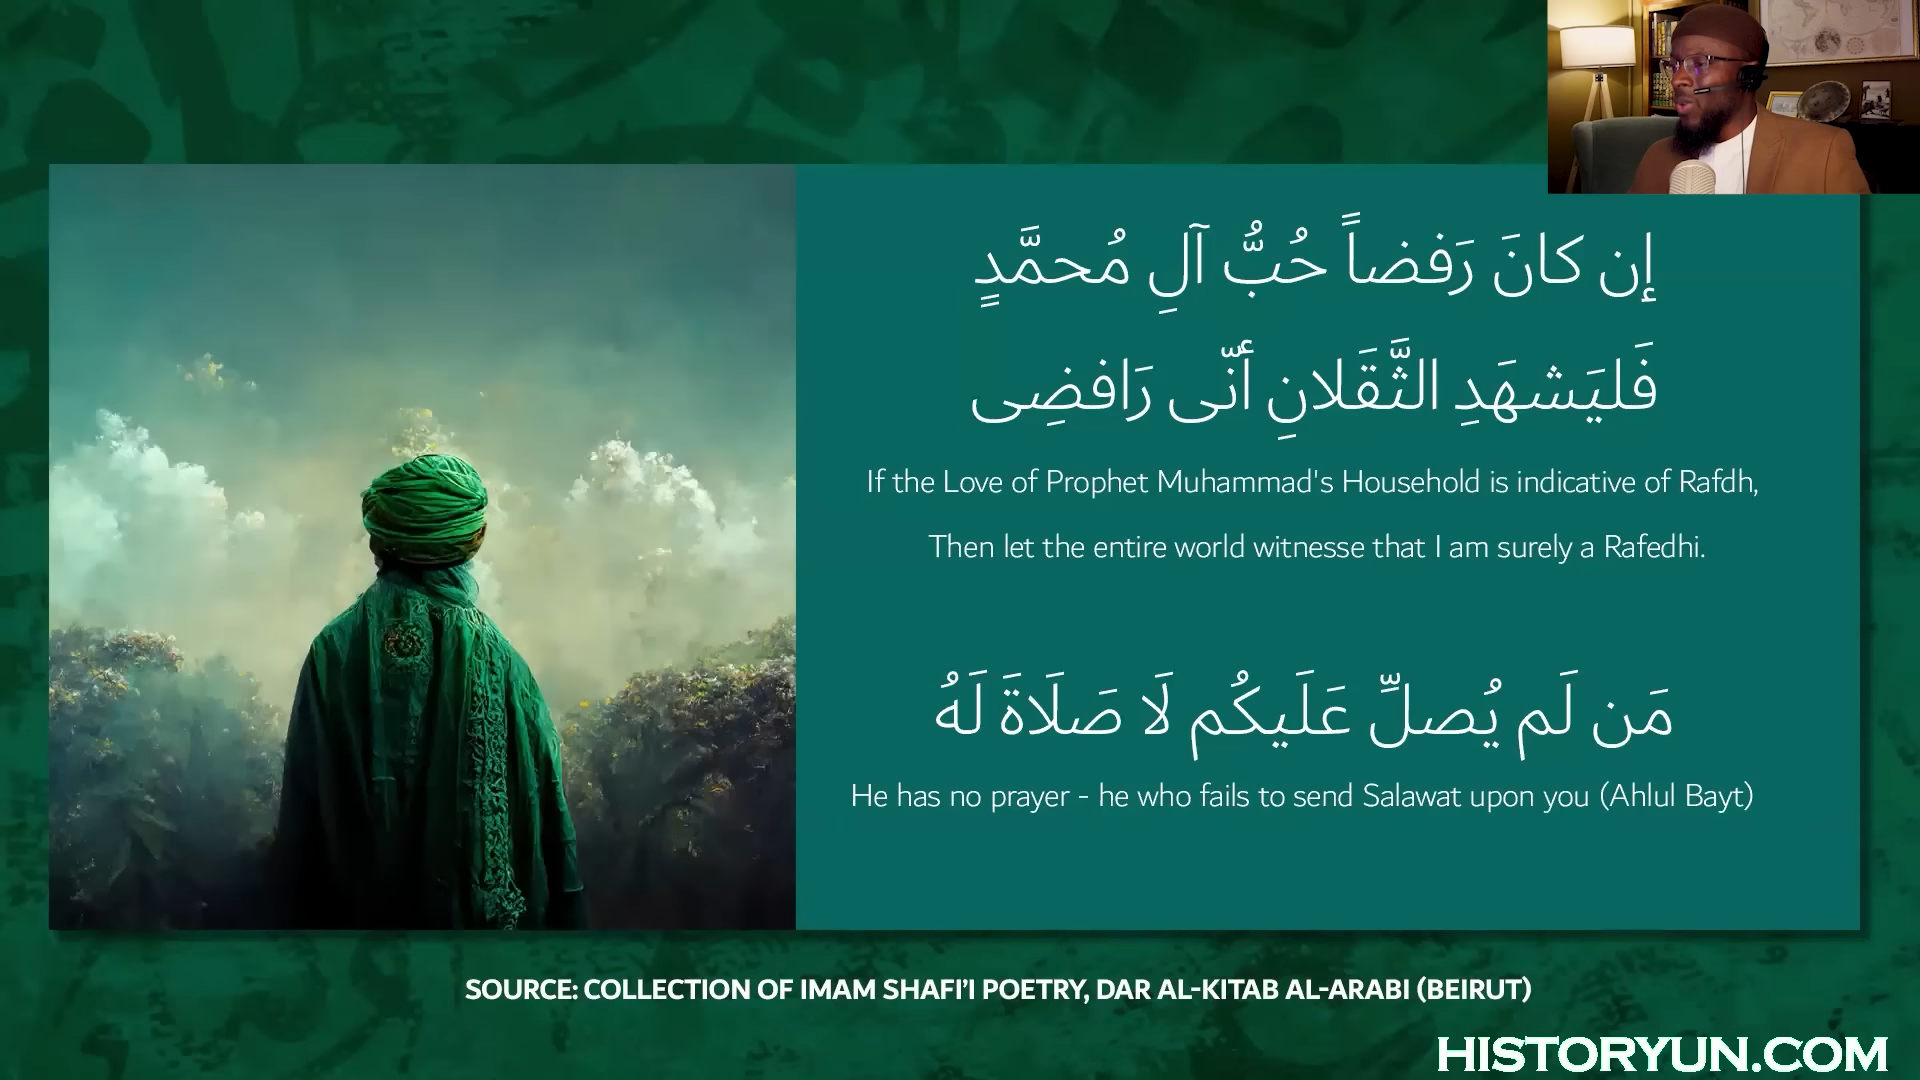 إن كانَ رَفضاً حُبُّ آلِ مُحمَّدٍ
فَليَشهَدِ الثَّقَلانِ أنّى رَافضِى
If the Love of Prophet Muhammad's Household is indicative of Rafdh,
Then let the entire world witnesse that I am surely a Rafedhi.
مَن لَم يُصلِّ عَلَيكُم لَا صَلَاةَ لَهُ
He has no prayer - he who fails to send Salawat upon you (Ahlul Bayt)
SOURCE: COLLECTION OF IMAM SHAFI'I POETRY, DAR AL-KITAB AL-ARABI (BEIRUT)
HISTORYUN.COM